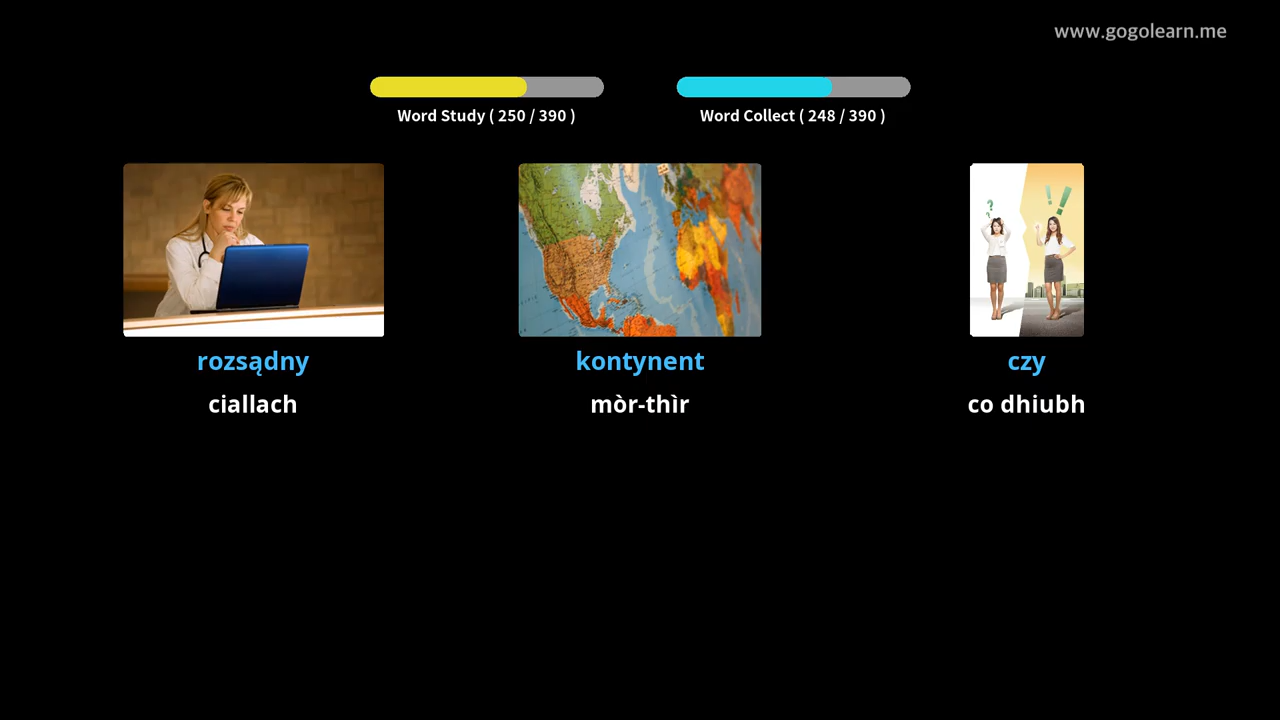 www.gogolearn.me
Word Study ( 250 / 390 )
Word Collect ( 248 / 390 )
rozsądny
ciallach
kontynent
mòr-thìr
czy
co dhiubh